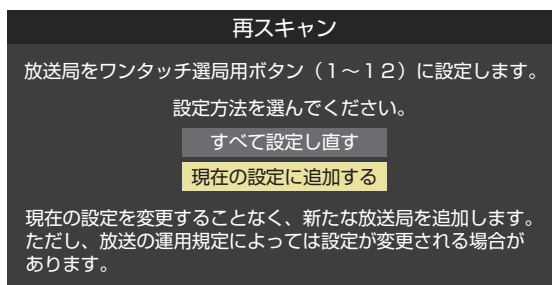 再スキャン
放送局をワンタッチ選局用ボタン（１～１２）に設定します。
設定方法を選んでください。
すべて設定し直す
現在の設定に追加する
現在の設定を変更することなく、新たな放送局を追加します。
ただし、放送の運用規定によっては設定が変更される場合が
あります。